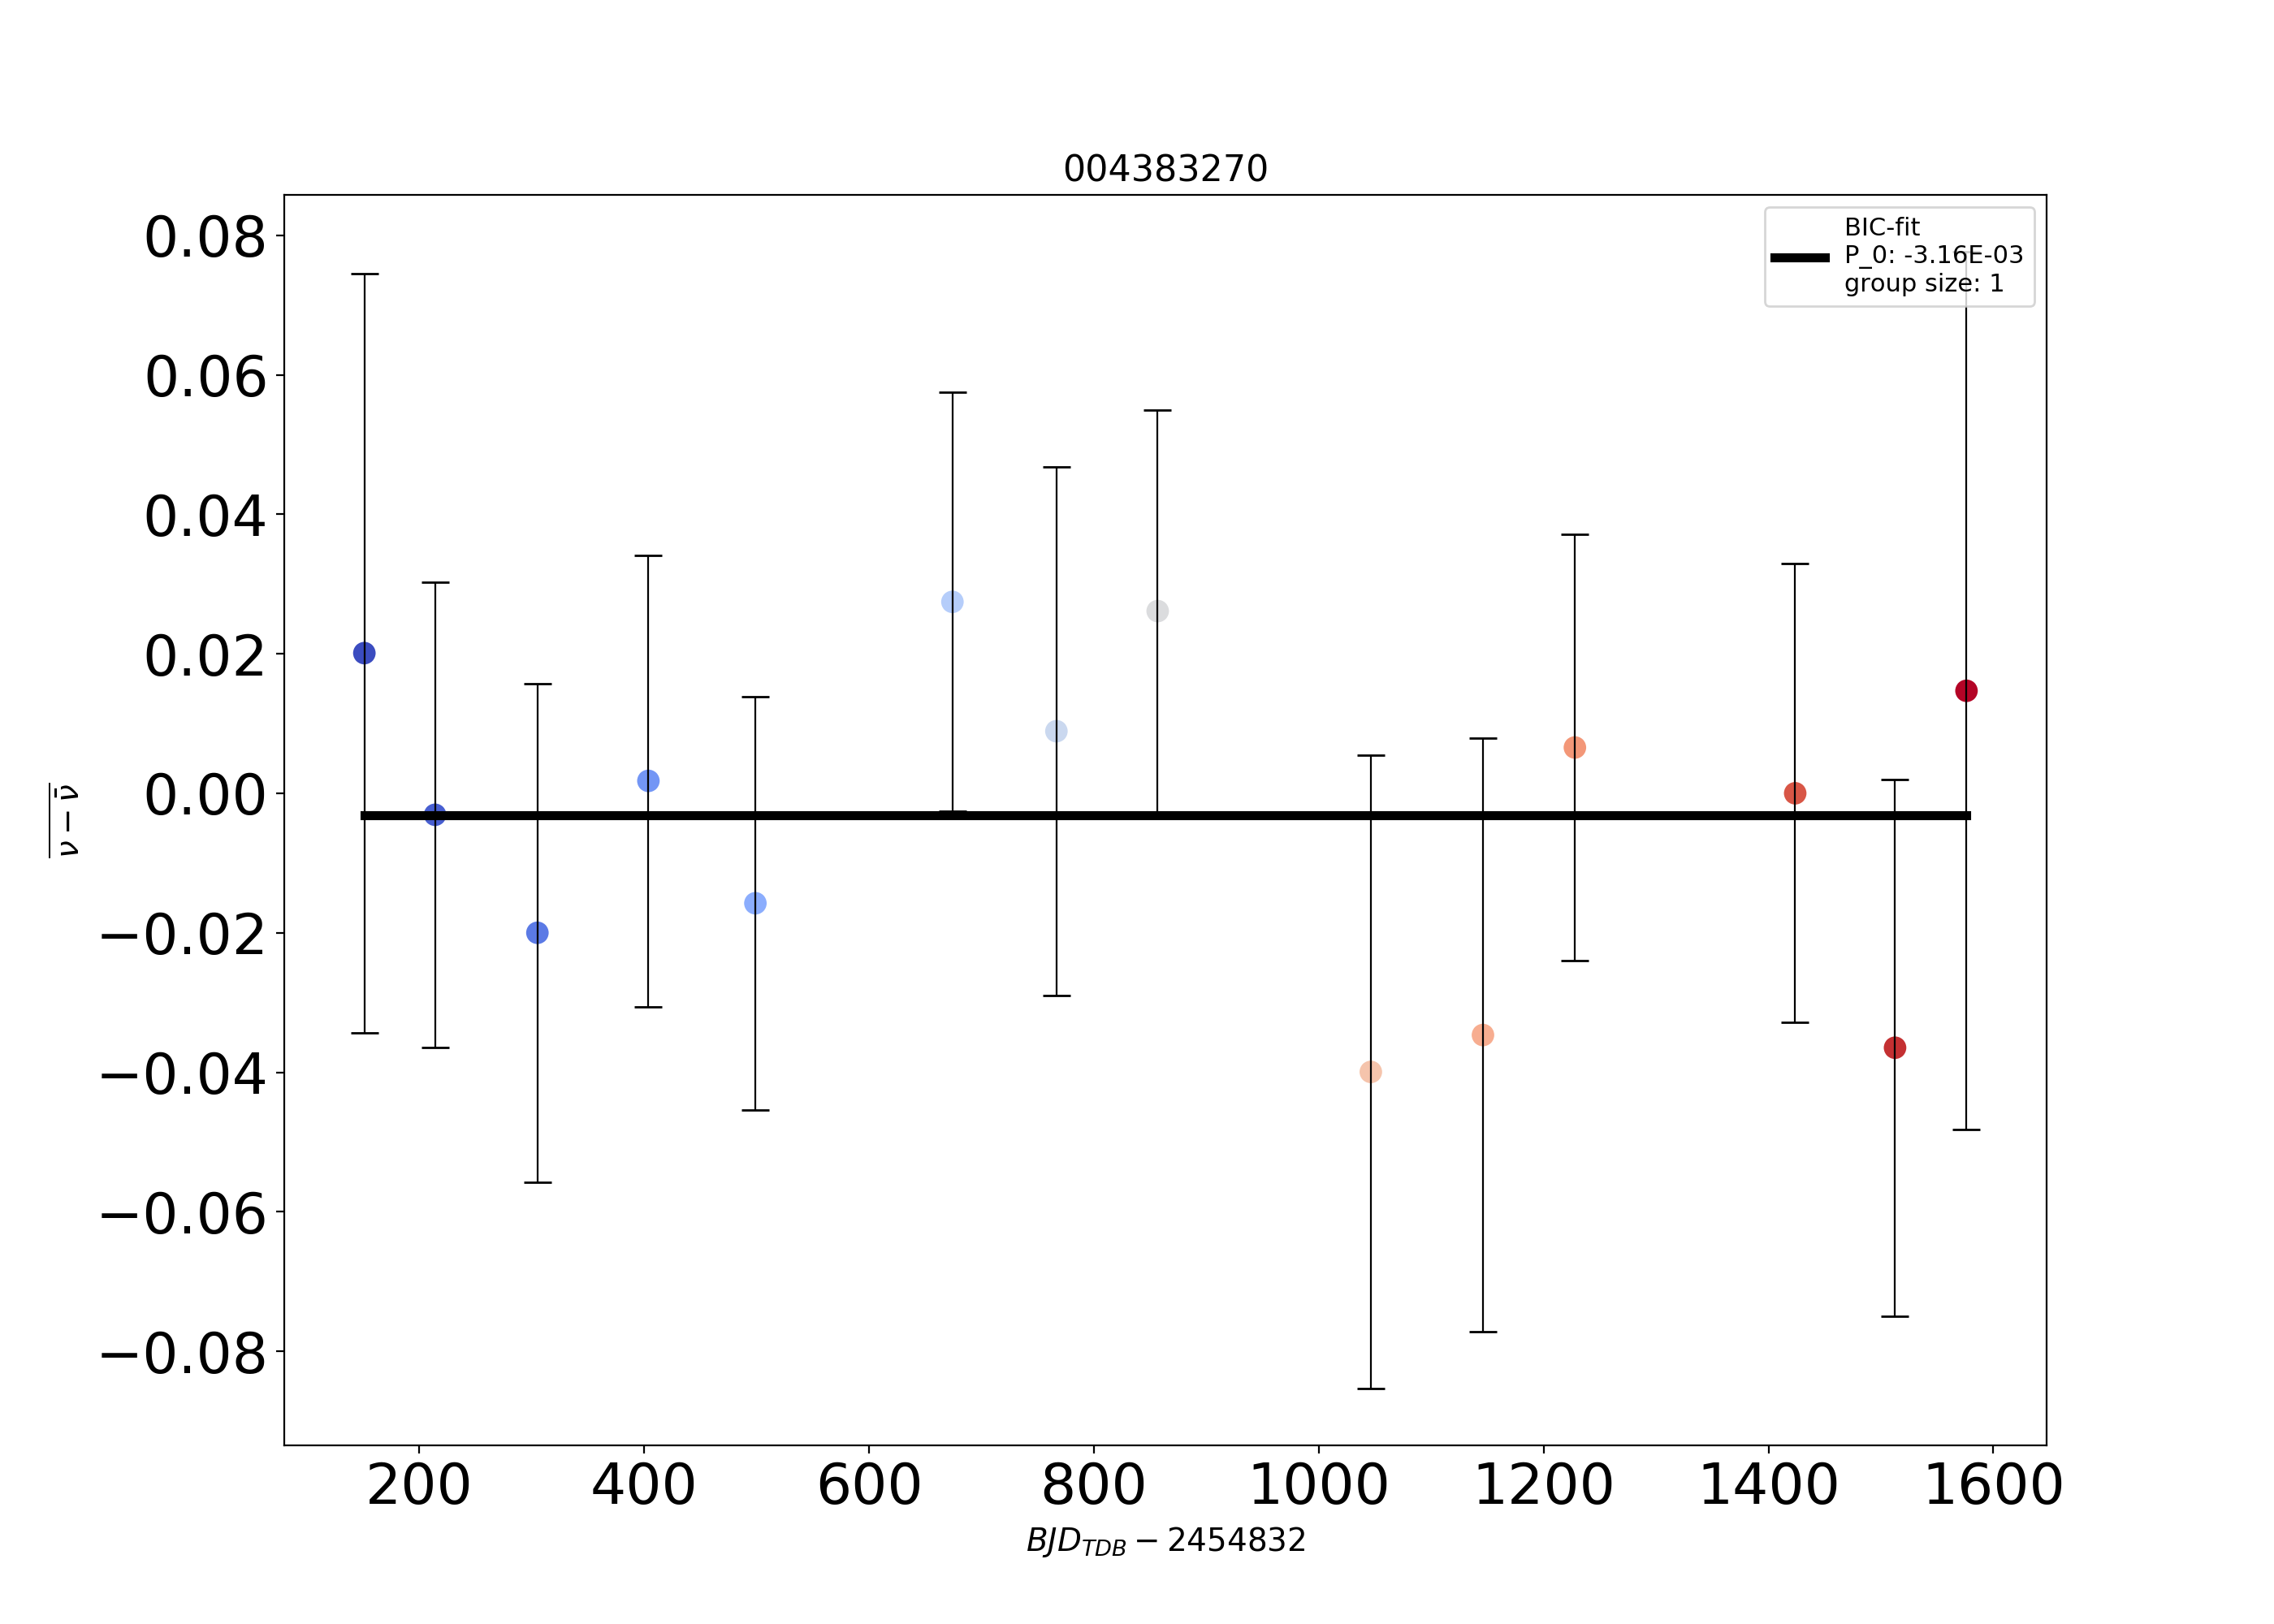 004383270
BIC-fit
P_0: -3.16E-03
group size: 1
0.08
0.06
0.04
0.02
0.00
−0.02
−0.04
−0.06
−0.08
ν − ν̄
200 400 600 800 1000 1200 1400 1600
BJD_TDB − 2454832